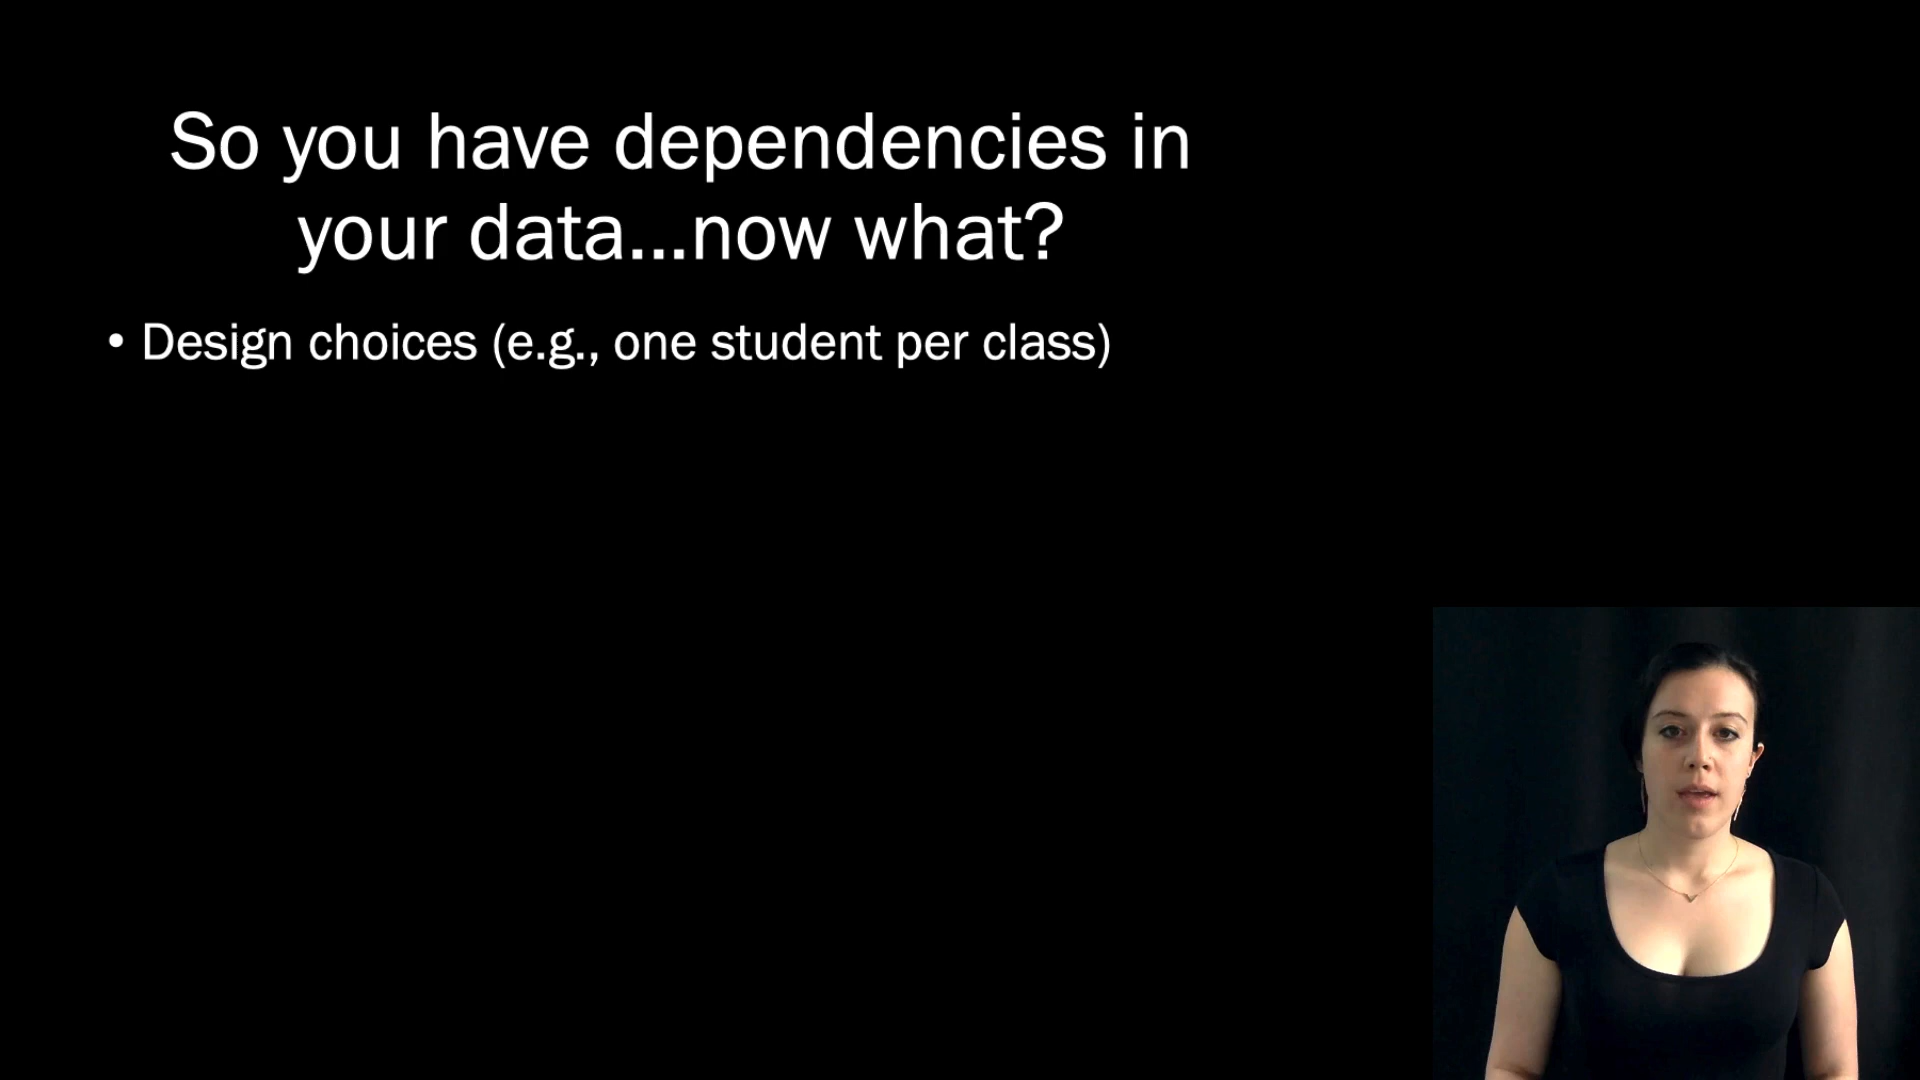 So you have dependencies in
your data...now what?
• Design choices (e.g., one student per class)